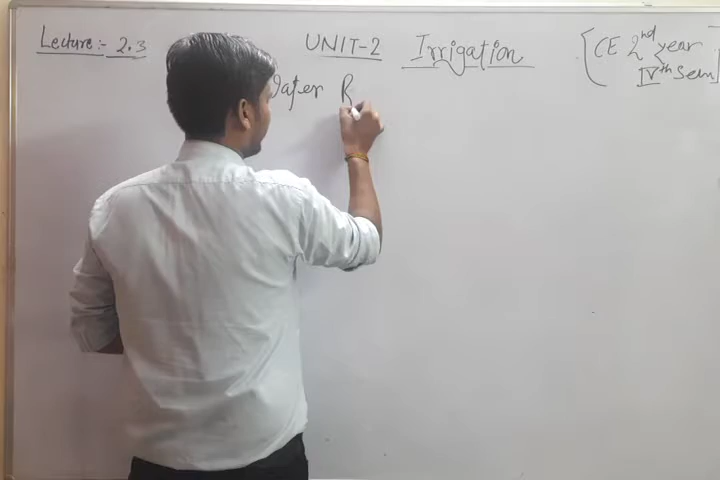 Lecture:- 2.3 UNIT-2 Irrigation [CE 2nd year
IVth Sem]
Water R